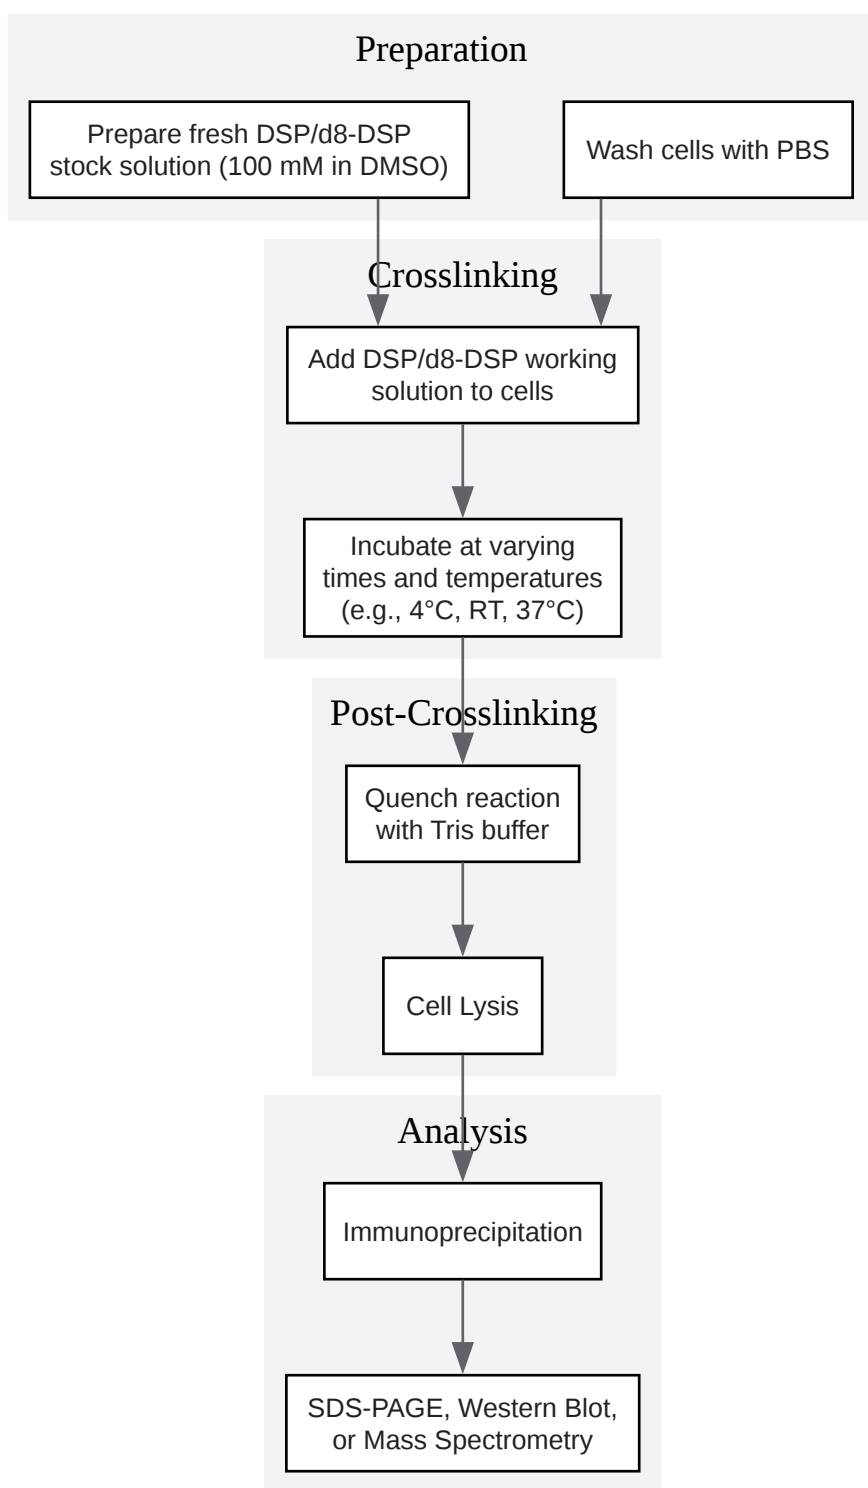 Preparation
Prepare fresh DSP/d8-DSP
stock solution (100 mM in DMSO)
Wash cells with PBS
Crosslinking
Add DSP/d8-DSP working
solution to cells
Incubate at varying
times and temperatures
(e.g., 4°C, RT, 37°C)
Post-Crosslinking
Quench reaction
with Tris buffer
Cell Lysis
Analysis
Immunoprecipitation
SDS-PAGE, Western Blot,
or Mass Spectrometry